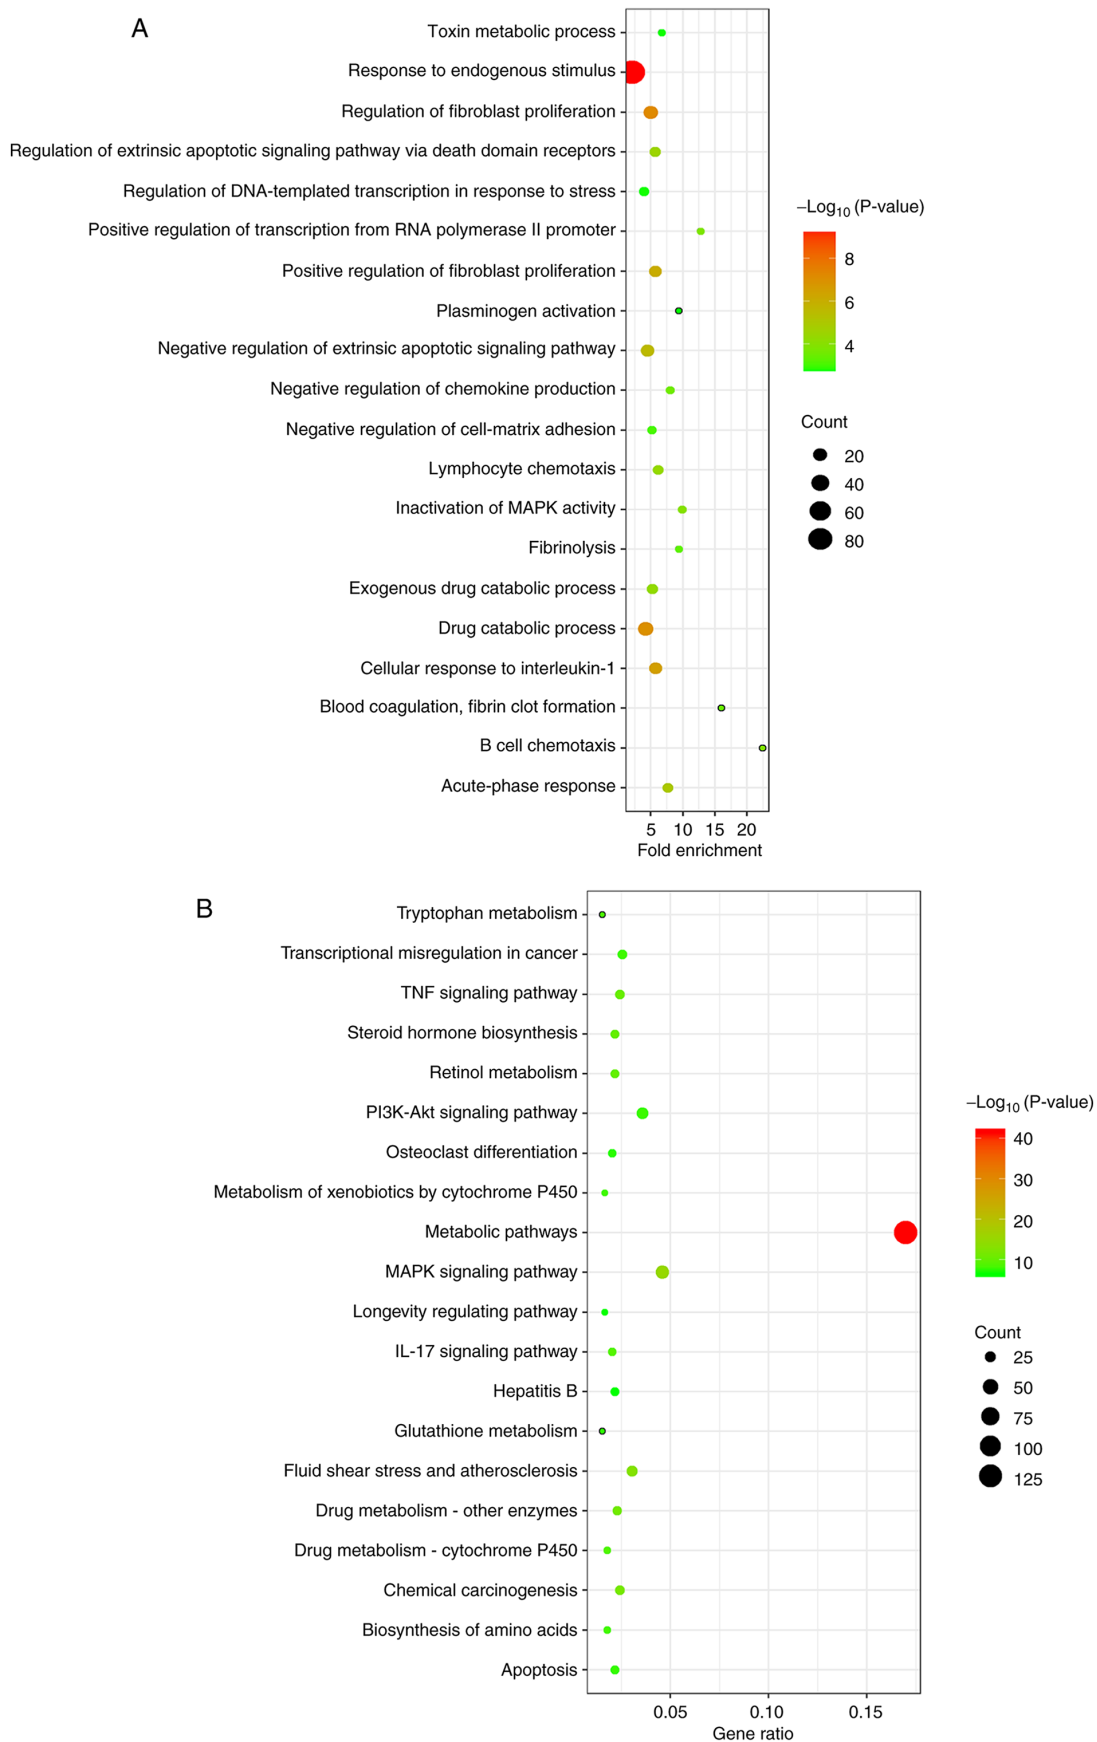 A
Toxin metabolic process
Response to endogenous stimulus
Regulation of fibroblast proliferation
Regulation of extrinsic apoptotic signaling pathway via death domain receptors
Regulation of DNA-templated transcription in response to stress
Positive regulation of transcription from RNA polymerase II promoter
Positive regulation of fibroblast proliferation
Plasminogen activation
Negative regulation of extrinsic apoptotic signaling pathway
Negative regulation of chemokine production
Negative regulation of cell-matrix adhesion
Lymphocyte chemotaxis
Inactivation of MAPK activity
Fibrinolysis
Exogenous drug catabolic process
Drug catabolic process
Cellular response to interleukin-1
Blood coagulation, fibrin clot formation
B cell chemotaxis
Acute-phase response
5 10 15 20
Fold enrichment
–Log10 (P-value)
8
6
4
Count
20
40
60
80
B
Tryptophan metabolism
Transcriptional misregulation in cancer
TNF signaling pathway
Steroid hormone biosynthesis
Retinol metabolism
PI3K-Akt signaling pathway
Osteoclast differentiation
Metabolism of xenobiotics by cytochrome P450
Metabolic pathways
MAPK signaling pathway
Longevity regulating pathway
IL-17 signaling pathway
Hepatitis B
Glutathione metabolism
Fluid shear stress and atherosclerosis
Drug metabolism - other enzymes
Drug metabolism - cytochrome P450
Chemical carcinogenesis
Biosynthesis of amino acids
Apoptosis
0.05 0.10 0.15
Gene ratio
–Log10 (P-value)
40
30
20
10
Count
25
50
75
100
125